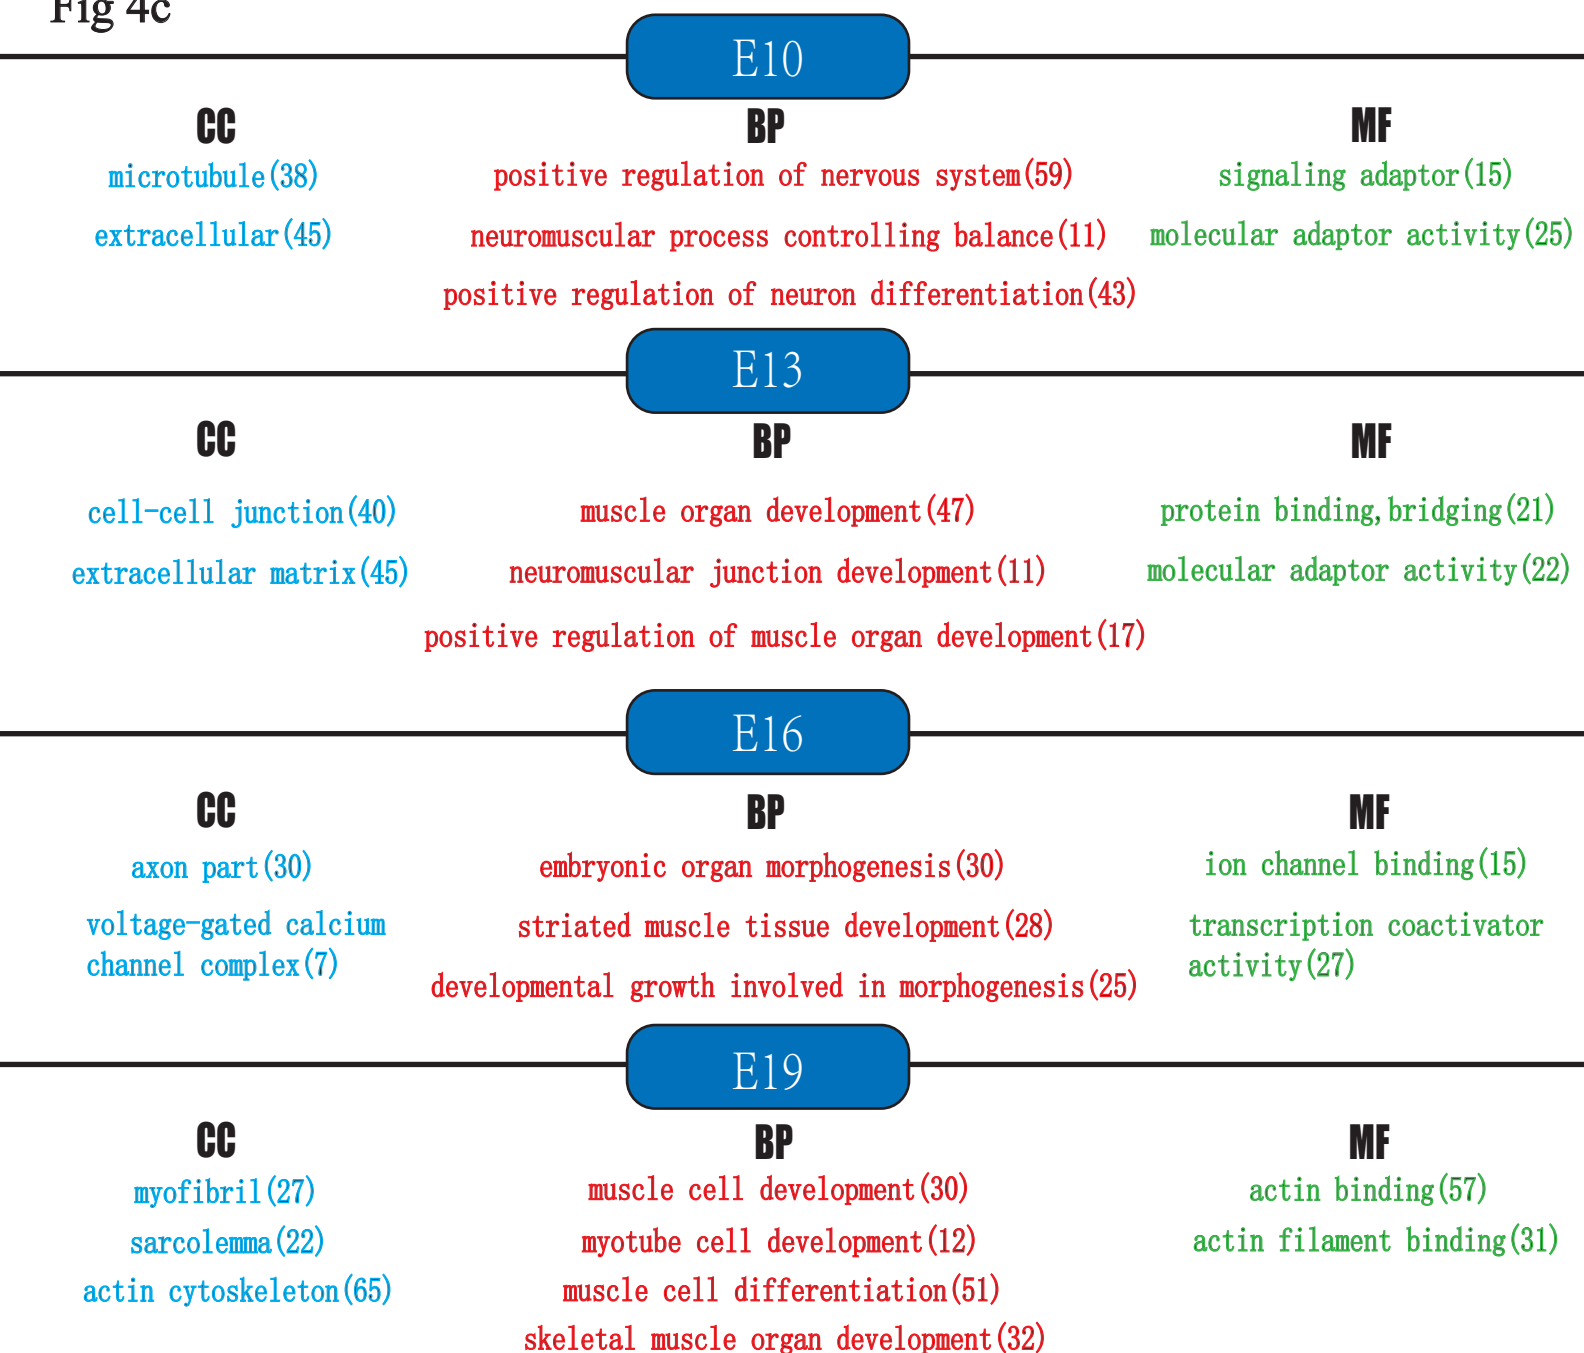 Fig 4c
E10
CC BP MF
microtubule(38) positive regulation of nervous system(59) signaling adaptor(15)
extracellular(45) neuromuscular process controlling balance(11) molecular adaptor activity(25)
positive regulation of neuron differentiation(43)
E13
CC BP MF
cell-cell junction(40) muscle organ development(47) protein binding,bridging(21)
extracellular matrix(45) neuromuscular junction development(11) molecular adaptor activity(22)
positive regulation of muscle organ development(17)
E16
CC BP MF
axon part(30) embryonic organ morphogenesis(30) ion channel binding(15)
voltage-gated calcium striated muscle tissue development(28) transcription coactivator
channel complex(7) developmental growth involved in morphogenesis(25) activity(27)
E19
CC BP MF
myofibril(27) muscle cell development(30) actin binding(57)
sarcolemma(22) myotube cell development(12) actin filament binding(31)
actin cytoskeleton(65) muscle cell differentiation(51)
skeletal muscle organ development(32)